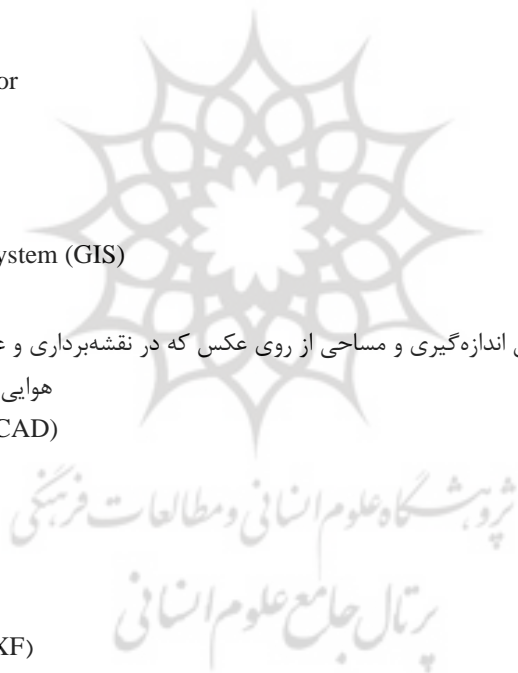 or
ystem (GIS)
اندازه‌گیری و مساحی از روی عکس که در نقشه‌برداری و
هوایی
CAD)
پژوهشگاه علوم انسانی و مطالعات فرهنگی
پرتال جامع علوم انسانی
XF)